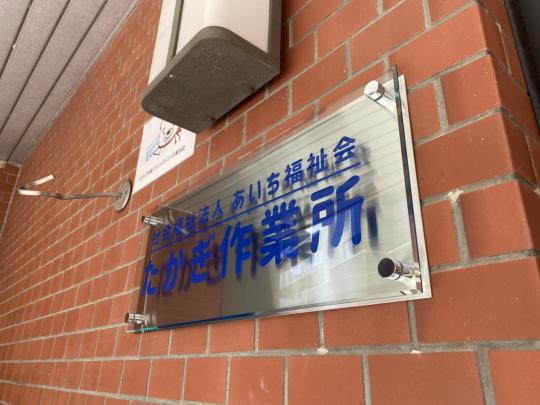 社会福祉法人 あいち福祉会
たかぎ作業所